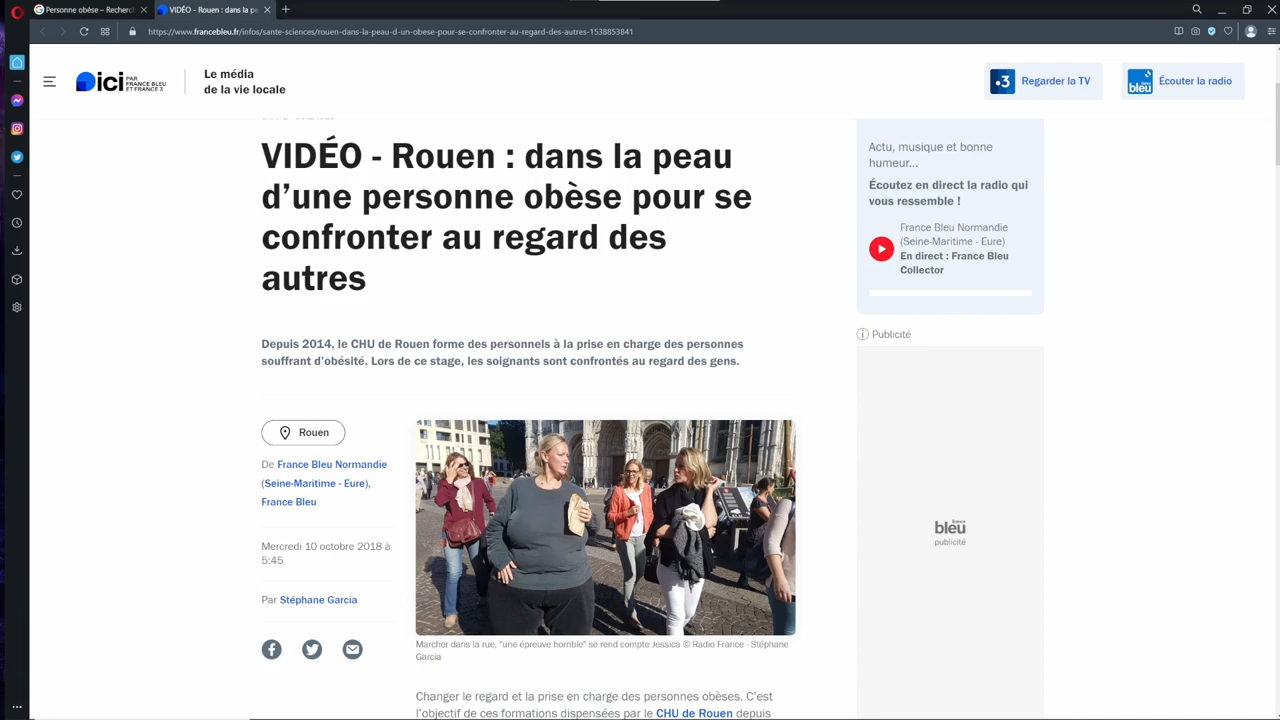 Personne obèse – Recherch
VIDÉO - Rouen : dans la pe
https://www.francebleu.fr/infos/sante-sciences/rouen-dans-la-peau-d-un-obese-pour-se-confronter-au-regard-des-autres-1538853841
ici PAR FRANCE BLEU ET FRANCE 3
Le média
de la vie locale
•3 Regarder la TV
bleu Écouter la radio
VIDÉO - Rouen : dans la peau
d’une personne obèse pour se
confronter au regard des
autres
Depuis 2014, le CHU de Rouen forme des personnels à la prise en charge des personnes
souffrant d’obésité. Lors de ce stage, les soignants sont confrontés au regard des gens.
Rouen
De France Bleu Normandie
(Seine-Maritime - Eure),
France Bleu
Mercredi 10 octobre 2018 à
5:45
Par Stéphane Garcia
Marcher dans la rue, "une épreuve horrible" se rend compte Jessica © Radio France - Stéphane
Garcia
Changer le regard et la prise en charge des personnes obèses. C'est
l'objectif de ces formations dispensées par le CHU de Rouen depuis
Actu, musique et bonne
humeur...
Écoutez en direct la radio qui
vous ressemble !
France Bleu Normandie
(Seine-Maritime - Eure)
En direct : France Bleu
Collector
Publicité
france
bleu
publicité